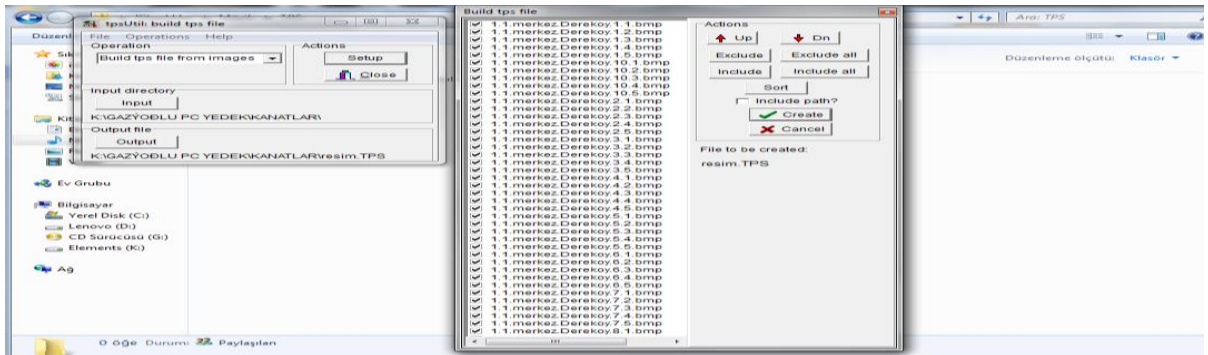 Ara: TPS
Düzenleme ölçütü: Klasör
Ev Grubu
Bilgisayar
Yerel Disk (C:)
Lenovo (D:)
CD Sürücüsü (G:)
Elements (K:)
Ağ
0 öğe Durum: Paylaşılan
tpsUtil: build tps file
File Operations Help
Operation
Build tps file from images
Actions
Setup
Close
Input directory
Input
K:\GAZÝOÐLU PC YEDEK\KANATLAR\
Output file
Output
K:\GAZÝOÐLU PC YEDEK\KANATLAR\resim.TPS
Build tps file
1.1.merkez.Derekoy.1.1.bmp
1.1.merkez.Derekoy.1.2.bmp
1.1.merkez.Derekoy.1.3.bmp
1.1.merkez.Derekoy.1.4.bmp
1.1.merkez.Derekoy.1.5.bmp
1.1.merkez.Derekoy.10.1.bmp
1.1.merkez.Derekoy.10.2.bmp
1.1.merkez.Derekoy.10.3.bmp
1.1.merkez.Derekoy.10.4.bmp
1.1.merkez.Derekoy.10.5.bmp
1.1.merkez.Derekoy.2.1.bmp
1.1.merkez.Derekoy.2.2.bmp
1.1.merkez.Derekoy.2.3.bmp
1.1.merkez.Derekoy.2.4.bmp
1.1.merkez.Derekoy.2.5.bmp
1.1.merkez.Derekoy.3.1.bmp
1.1.merkez.Derekoy.3.2.bmp
1.1.merkez.Derekoy.3.3.bmp
1.1.merkez.Derekoy.3.4.bmp
1.1.merkez.Derekoy.3.5.bmp
1.1.merkez.Derekoy.4.1.bmp
1.1.merkez.Derekoy.4.2.bmp
1.1.merkez.Derekoy.4.3.bmp
1.1.merkez.Derekoy.4.4.bmp
1.1.merkez.Derekoy.4.5.bmp
1.1.merkez.Derekoy.5.1.bmp
1.1.merkez.Derekoy.5.2.bmp
1.1.merkez.Derekoy.5.3.bmp
1.1.merkez.Derekoy.5.4.bmp
1.1.merkez.Derekoy.5.5.bmp
1.1.merkez.Derekoy.6.1.bmp
1.1.merkez.Derekoy.6.2.bmp
1.1.merkez.Derekoy.6.3.bmp
1.1.merkez.Derekoy.6.4.bmp
1.1.merkez.Derekoy.6.5.bmp
1.1.merkez.Derekoy.7.1.bmp
1.1.merkez.Derekoy.7.2.bmp
1.1.merkez.Derekoy.7.3.bmp
1.1.merkez.Derekoy.7.4.bmp
1.1.merkez.Derekoy.7.5.bmp
1.1.merkez.Derekoy.8.1.bmp
Actions
Up Dn
Exclude Exclude all
Include Include all
Sort
Include path?
Create
Cancel
File to be created:
resim.TPS